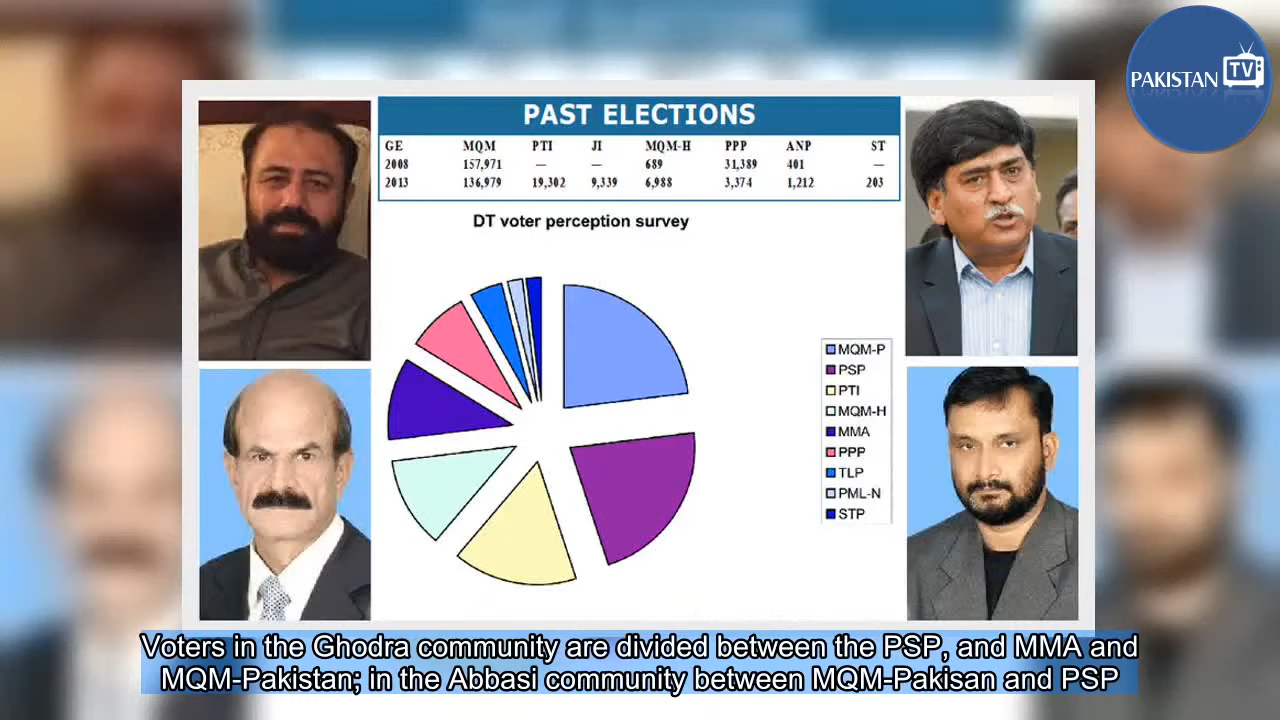 PAKISTAN TV
PAST ELECTIONS
GE MQM PTI JI MQM-H PPP ANP ST
2008 157,971 — — 689 31,389 401 —
2013 136,979 19,302 9,339 6,988 3,374 1,212 203
DT voter perception survey
MQM-P
PSP
PTI
MQM-H
MMA
PPP
TLP
PML-N
STP
Voters in the Ghodra community are divided between the PSP, and MMA and
MQM-Pakistan; in the Abbasi community between MQM-Pakisan and PSP